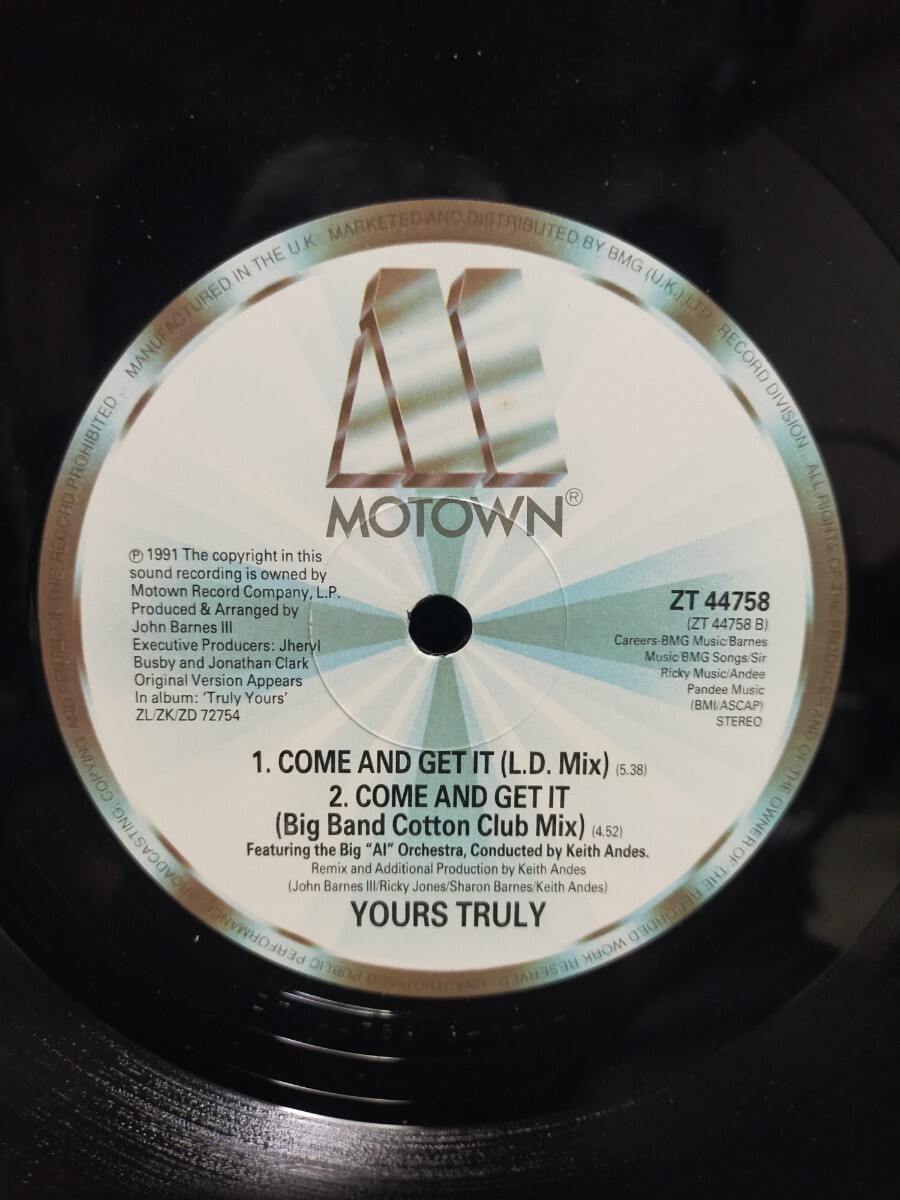 MANUFACTURED IN THE U.K. MARKETED AND DISTRIBUTED BY BMG (U.K.) LTD. RECORD DIVISION. ALL RIGHTS OF THE PRODUCER AND OF THE OWNER OF THE RECORDED WORK RESERVED. UNAUTHORISED PUBLIC PERFORMANCE, BROADCASTING, COPYING AND RENTAL OF THIS RECORD PROHIBITED.
MOTOWN®
℗ 1991 The copyright in this
sound recording is owned by
Motown Record Company, L.P.
Produced & Arranged by
John Barnes III
Executive Producers: Jheryl
Busby and Jonathan Clark
Original Version Appears
In album: ‘Truly Yours’
ZL/ZK/ZD 72754
ZT 44758
(ZT 44758 B)
Careers-BMG Music/Barnes
Music/BMG Songs/Sir
Ricky Music/Andee
Pandee Music
(BMI/ASCAP)
STEREO
1. COME AND GET IT (L.D. Mix) (5.38)
2. COME AND GET IT
(Big Band Cotton Club Mix) (4.52)
Featuring the Big “Al” Orchestra, Conducted by Keith Andes.
Remix and Additional Production by Keith Andes
(John Barnes III/Ricky Jones/Sharon Barnes/Keith Andes)
YOURS TRULY